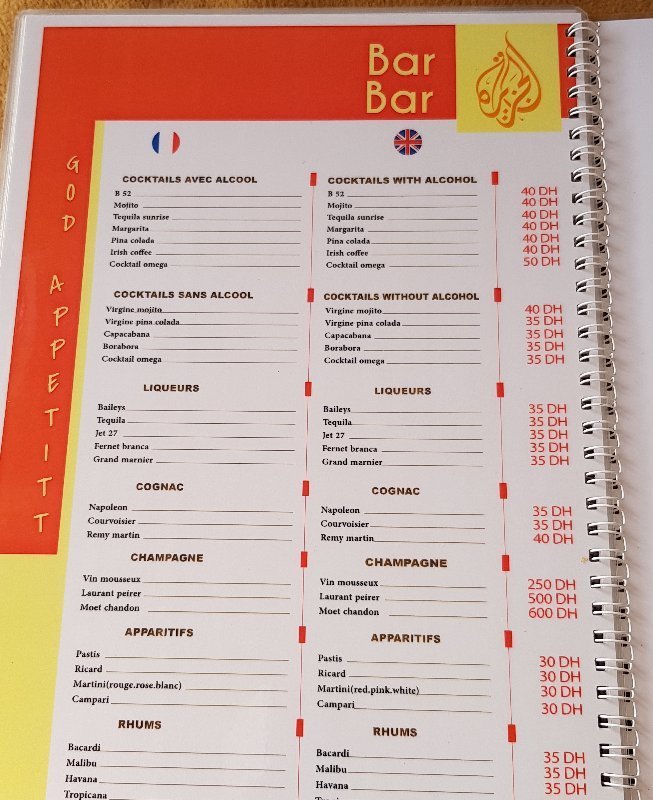 Bar
Bar
الجزيرة
GOD APPETITT
COCKTAILS AVEC ALCOOL COCKTAILS WITH ALCOHOL
B 52 B 52 40 DH
Mojito Mojito 40 DH
Tequila sunrise Tequila sunrise 40 DH
Margarita Margarita 40 DH
Pina colada Pina colada 40 DH
Irish coffee Irish coffee 40 DH
Cocktail omega Cocktail omega 50 DH
COCKTAILS SANS ALCOOL COCKTAILS WITHOUT ALCOHOL
Virgine mojito Virgine mojito 40 DH
Virgine pina colada Virgine pina colada 35 DH
Capacabana Capacabana 35 DH
Borabora Borabora 35 DH
Cocktail omega Cocktail omega 35 DH
LIQUEURS LIQUEURS
Baileys Baileys 35 DH
Tequila Tequila 35 DH
Jet 27 Jet 27 35 DH
Fernet branca Fernet branca 35 DH
Grand marnier Grand marnier 35 DH
COGNAC COGNAC
Napoleon Napoleon 35 DH
Courvoisier Courvoisier 35 DH
Remy martin Remy martin 40 DH
CHAMPAGNE CHAMPAGNE
Vin mousseux Vin mousseux 250 DH
Laurant peirer Laurant peirer 500 DH
Moet chandon Moet chandon 600 DH
APPARITIFS APPARITIFS
Pastis Pastis 30 DH
Ricard Ricard 30 DH
Martini(rouge.rose.blanc) Martini(red.pink.white) 30 DH
Campari Campari 30 DH
RHUMS RHUMS
Bacardi Bacardi 35 DH
Malibu Malibu 35 DH
Havana Havana 35 DH
Tropicana